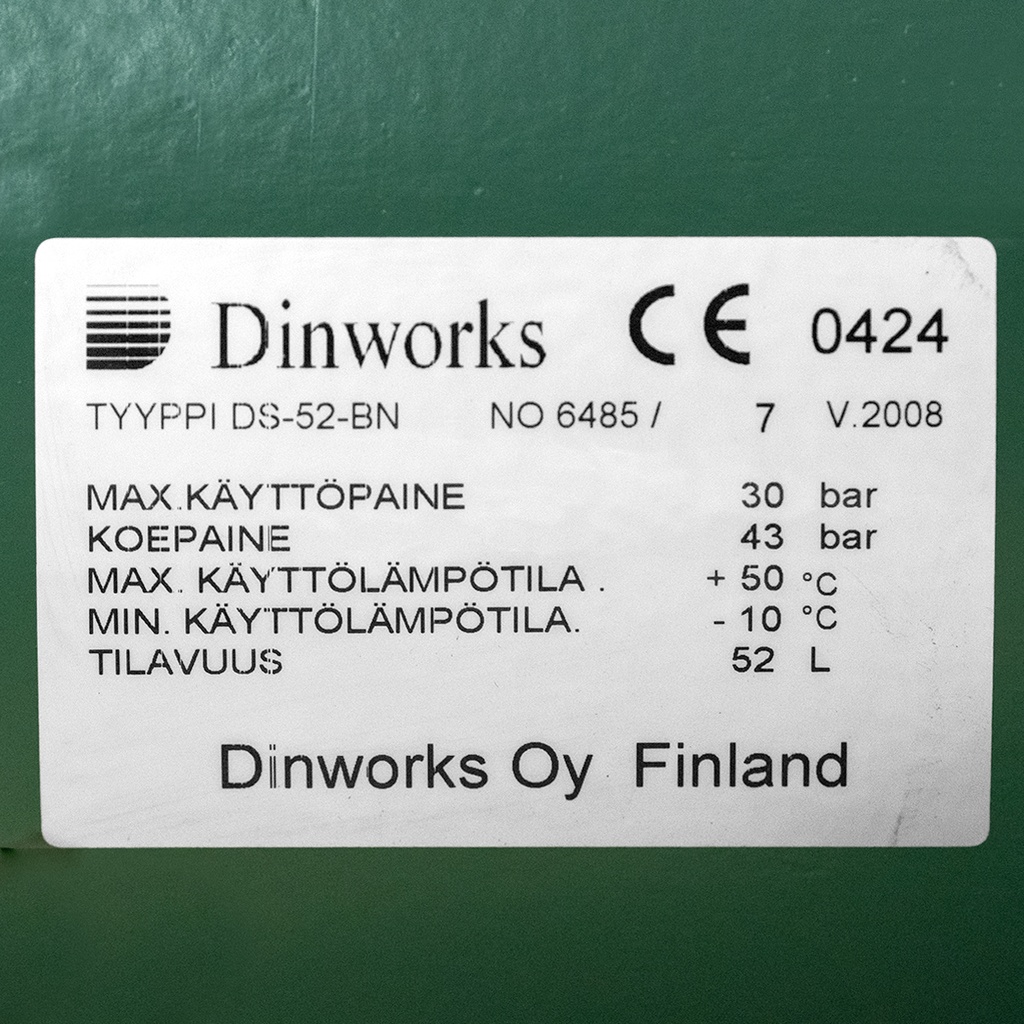 Dinworks CE 0424
TYYPPI DS-52-BN NO 6485 / 7 V.2008
MAX.KÄYTTÖPAINE 30 bar
KOEPAINE 43 bar
MAX. KÄYTTÖLÄMPÖTILA . + 50 °C
MIN. KÄYTTÖLÄMPÖTILA. - 10 °C
TILAVUUS 52 L
Dinworks Oy Finland